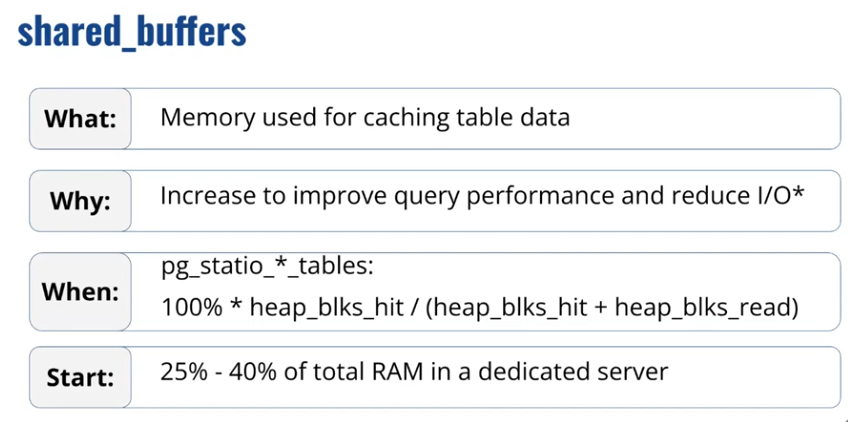 shared_buffers
What: Memory used for caching table data
Why: Increase to improve query performance and reduce I/O*
pg_statio_*_tables:
When: 100% * heap_blks_hit / (heap_blks_hit + heap_blks_read)
Start: 25% - 40% of total RAM in a dedicated server